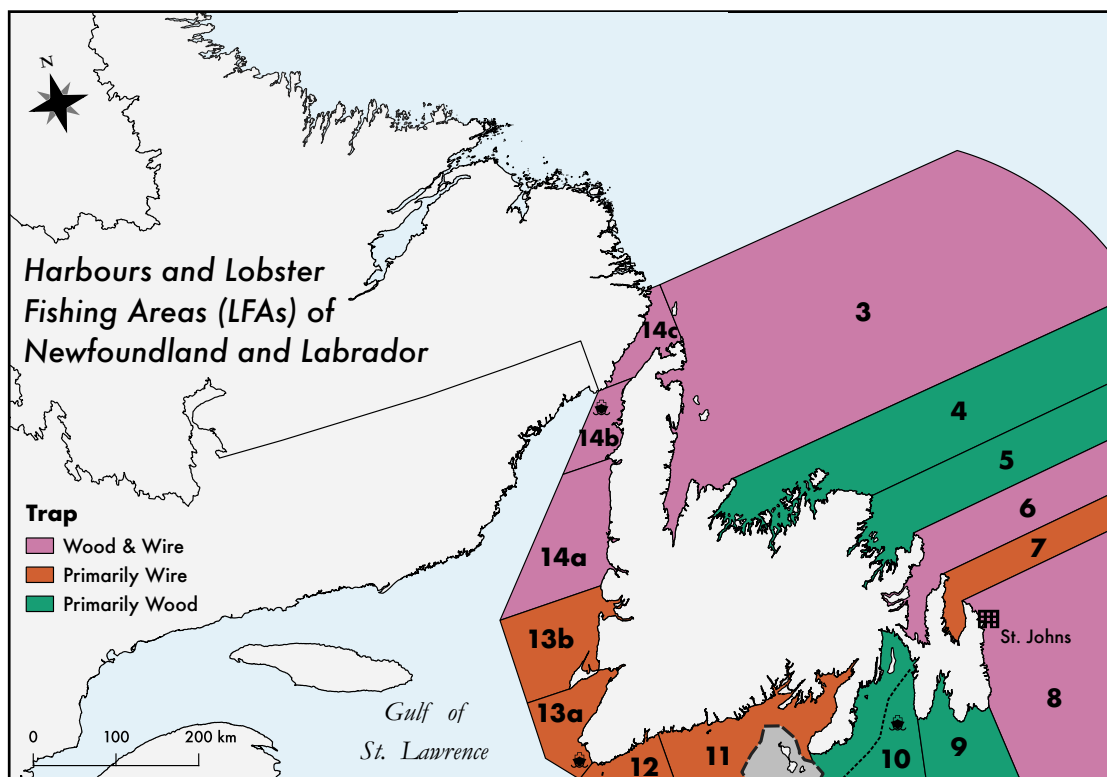 N
Harbours and Lobster
Fishing Areas (LFAs) of
Newfoundland and Labrador
3
14c
4
14b
5
6
Trap
Wood & Wire
Primarily Wire
Primarily Wood
7
14a
St. Johns
13b
8
13a
Gulf of
St. Lawrence
0 100 200 km
12
11
10
9